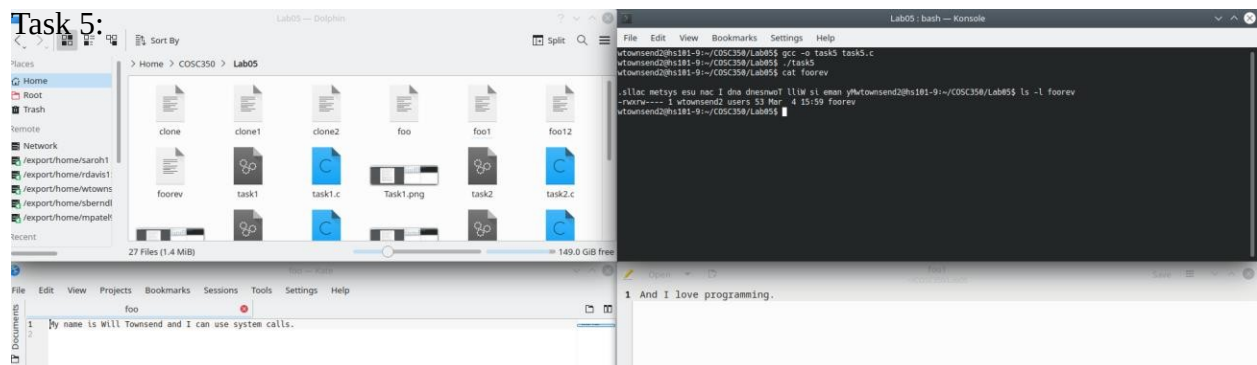 Task 5:
Lab05 — Dolphin
Sort By
Split
Places
Home
Root
Trash
Remote
Network
/export/home/saroh1
/export/home/rdavis1
/export/home/wtowns
/export/home/sberndl
/export/home/mpatel
Recent
> Home > COSC350 > Lab05
clone
clone1
clone2
foo
foo1
foo12
foorev
task1
task1.c
Task1.png
task2
task2.c
27 Files (1.4 MiB)
149.0 GiB free
Lab05 : bash — Konsole
File Edit View Bookmarks Settings Help
wtownsend2@hs101-9:~/COSC350/Lab05$ gcc -o task5 task5.c
wtownsend2@hs101-9:~/COSC350/Lab05$ ./task5
wtownsend2@hs101-9:~/COSC350/Lab05$ cat foorev
.sllac metsys esu nac I dna dnesnwoT lliW si eman yMwtownsend2@hs101-9:~/COSC350/Lab05$ ls -l foorev
-rwxrw---- 1 wtownsend2 users 53 Mar 4 15:59 foorev
wtownsend2@hs101-9:~/COSC350/Lab05$
foo — Kate
File Edit View Projects Bookmarks Sessions Tools Settings Help
foo
Documents
1 My name is Will Townsend and I can use system calls.
2
Open
foo1
Save
1 And I love programming.